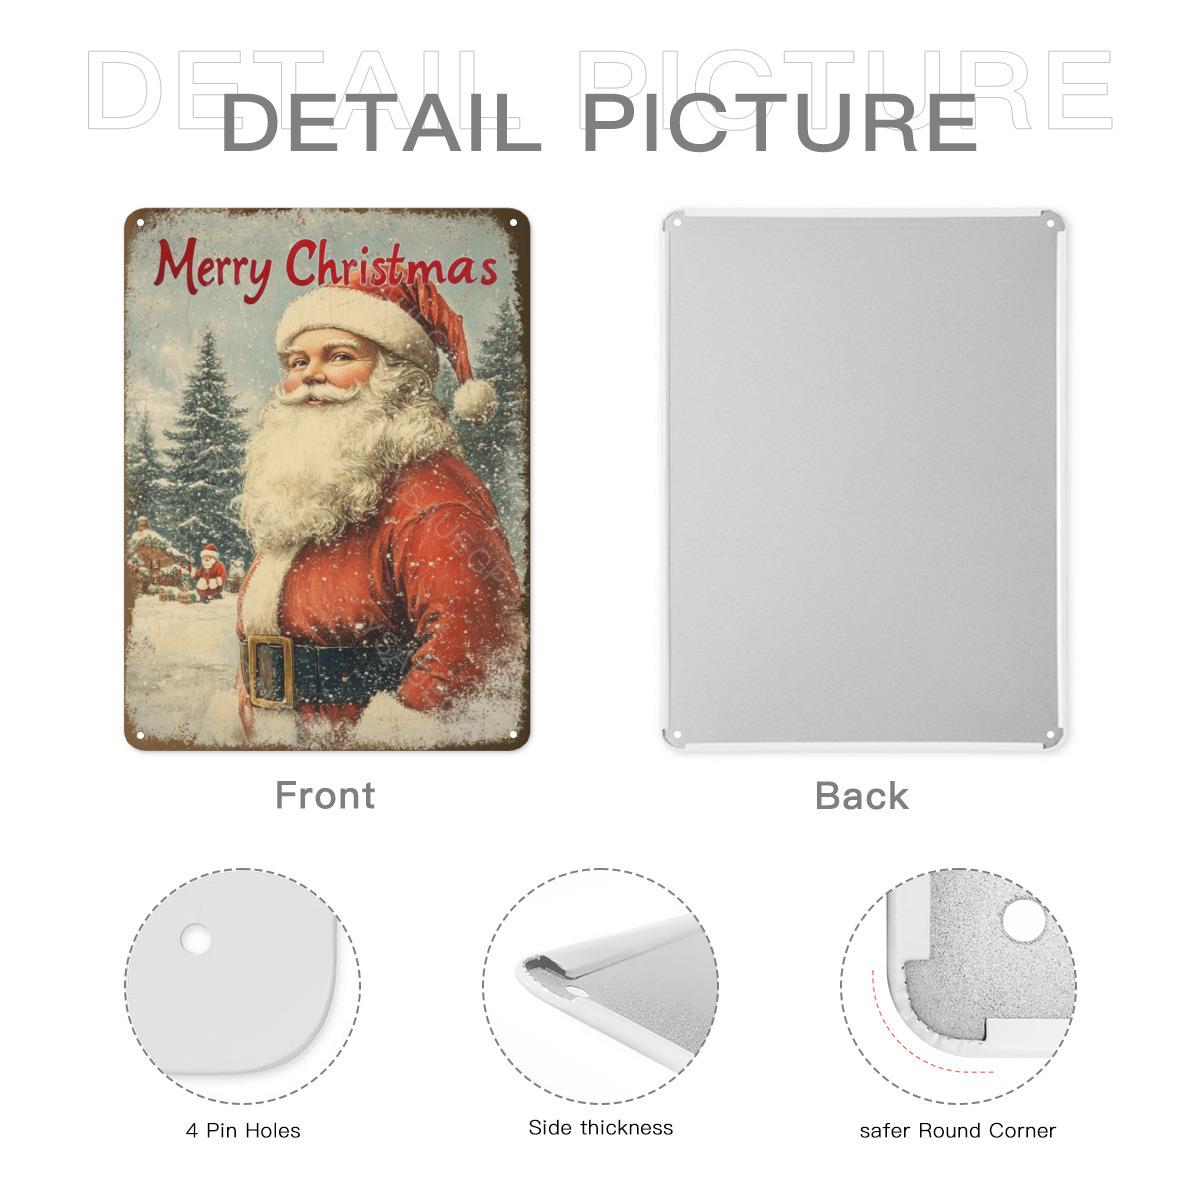 DETAIL PICTURE
DETAIL PICTURE
Merry Christmas
Front
Back
4 Pin Holes
Side thickness
safer Round Corner